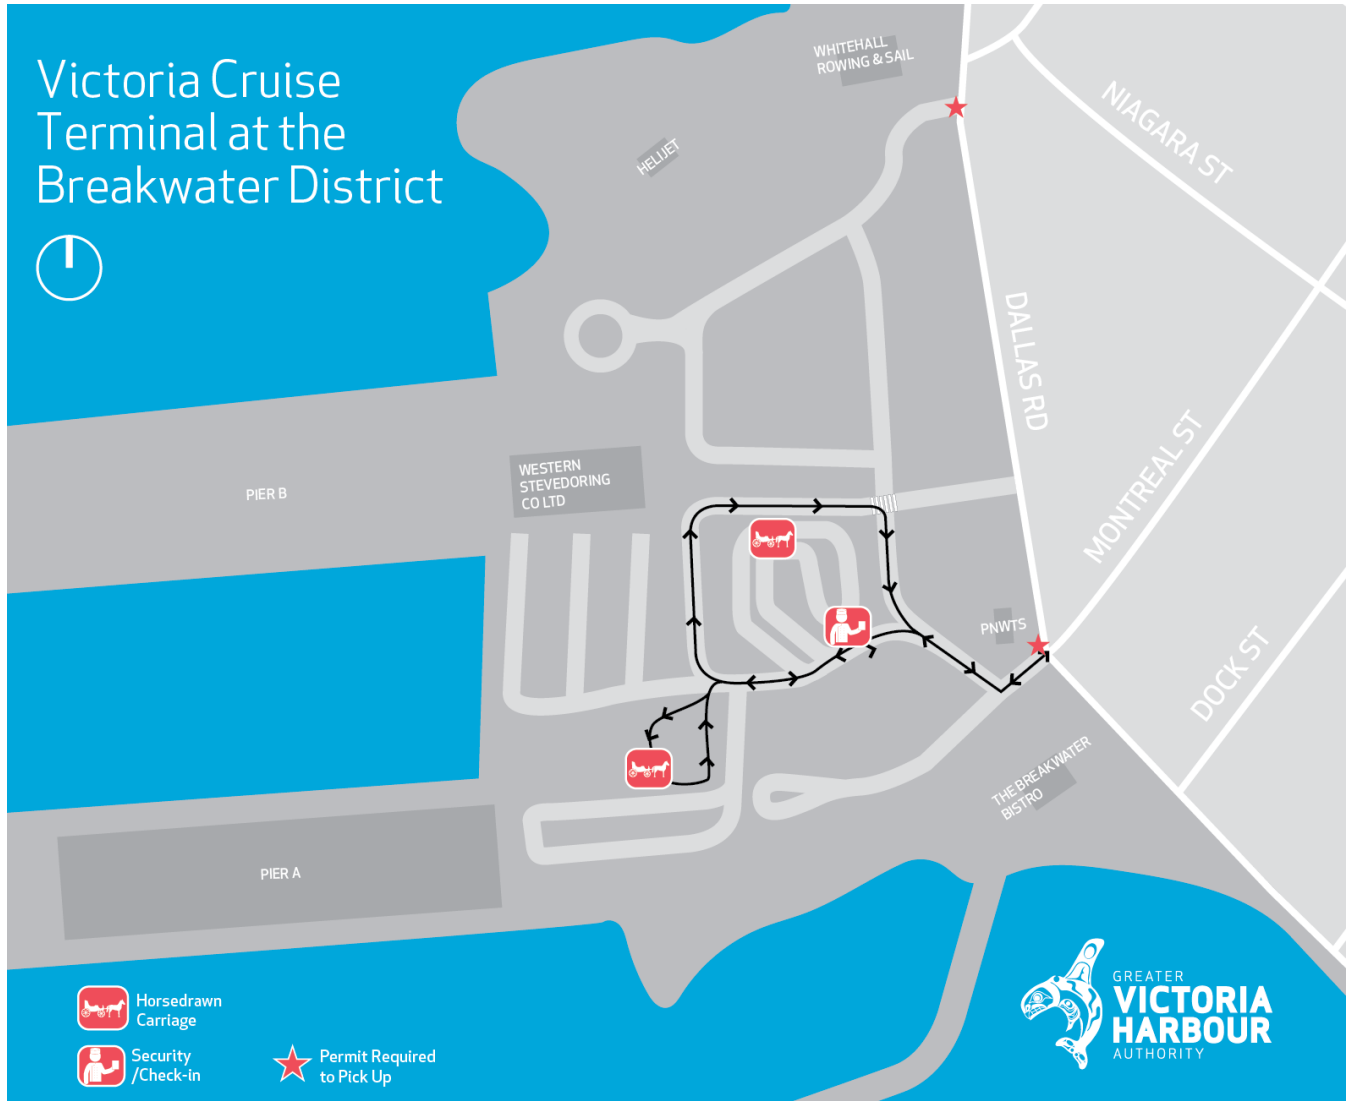 Victoria Cruise
Terminal at the
Breakwater District
WHITEHALL
ROWING & SAIL
HELIJET
NIAGARA ST
DALLAS RD
MONTREAL ST
DOCK ST
PIER B
WESTERN
STEVEDORING
CO LTD
PNWTS
THE BREAKWATER
BISTRO
PIER A
Horsedrawn
Carriage
Security
/Check-in
Permit Required
to Pick Up
GREATER
VICTORIA
HARBOUR
AUTHORITY